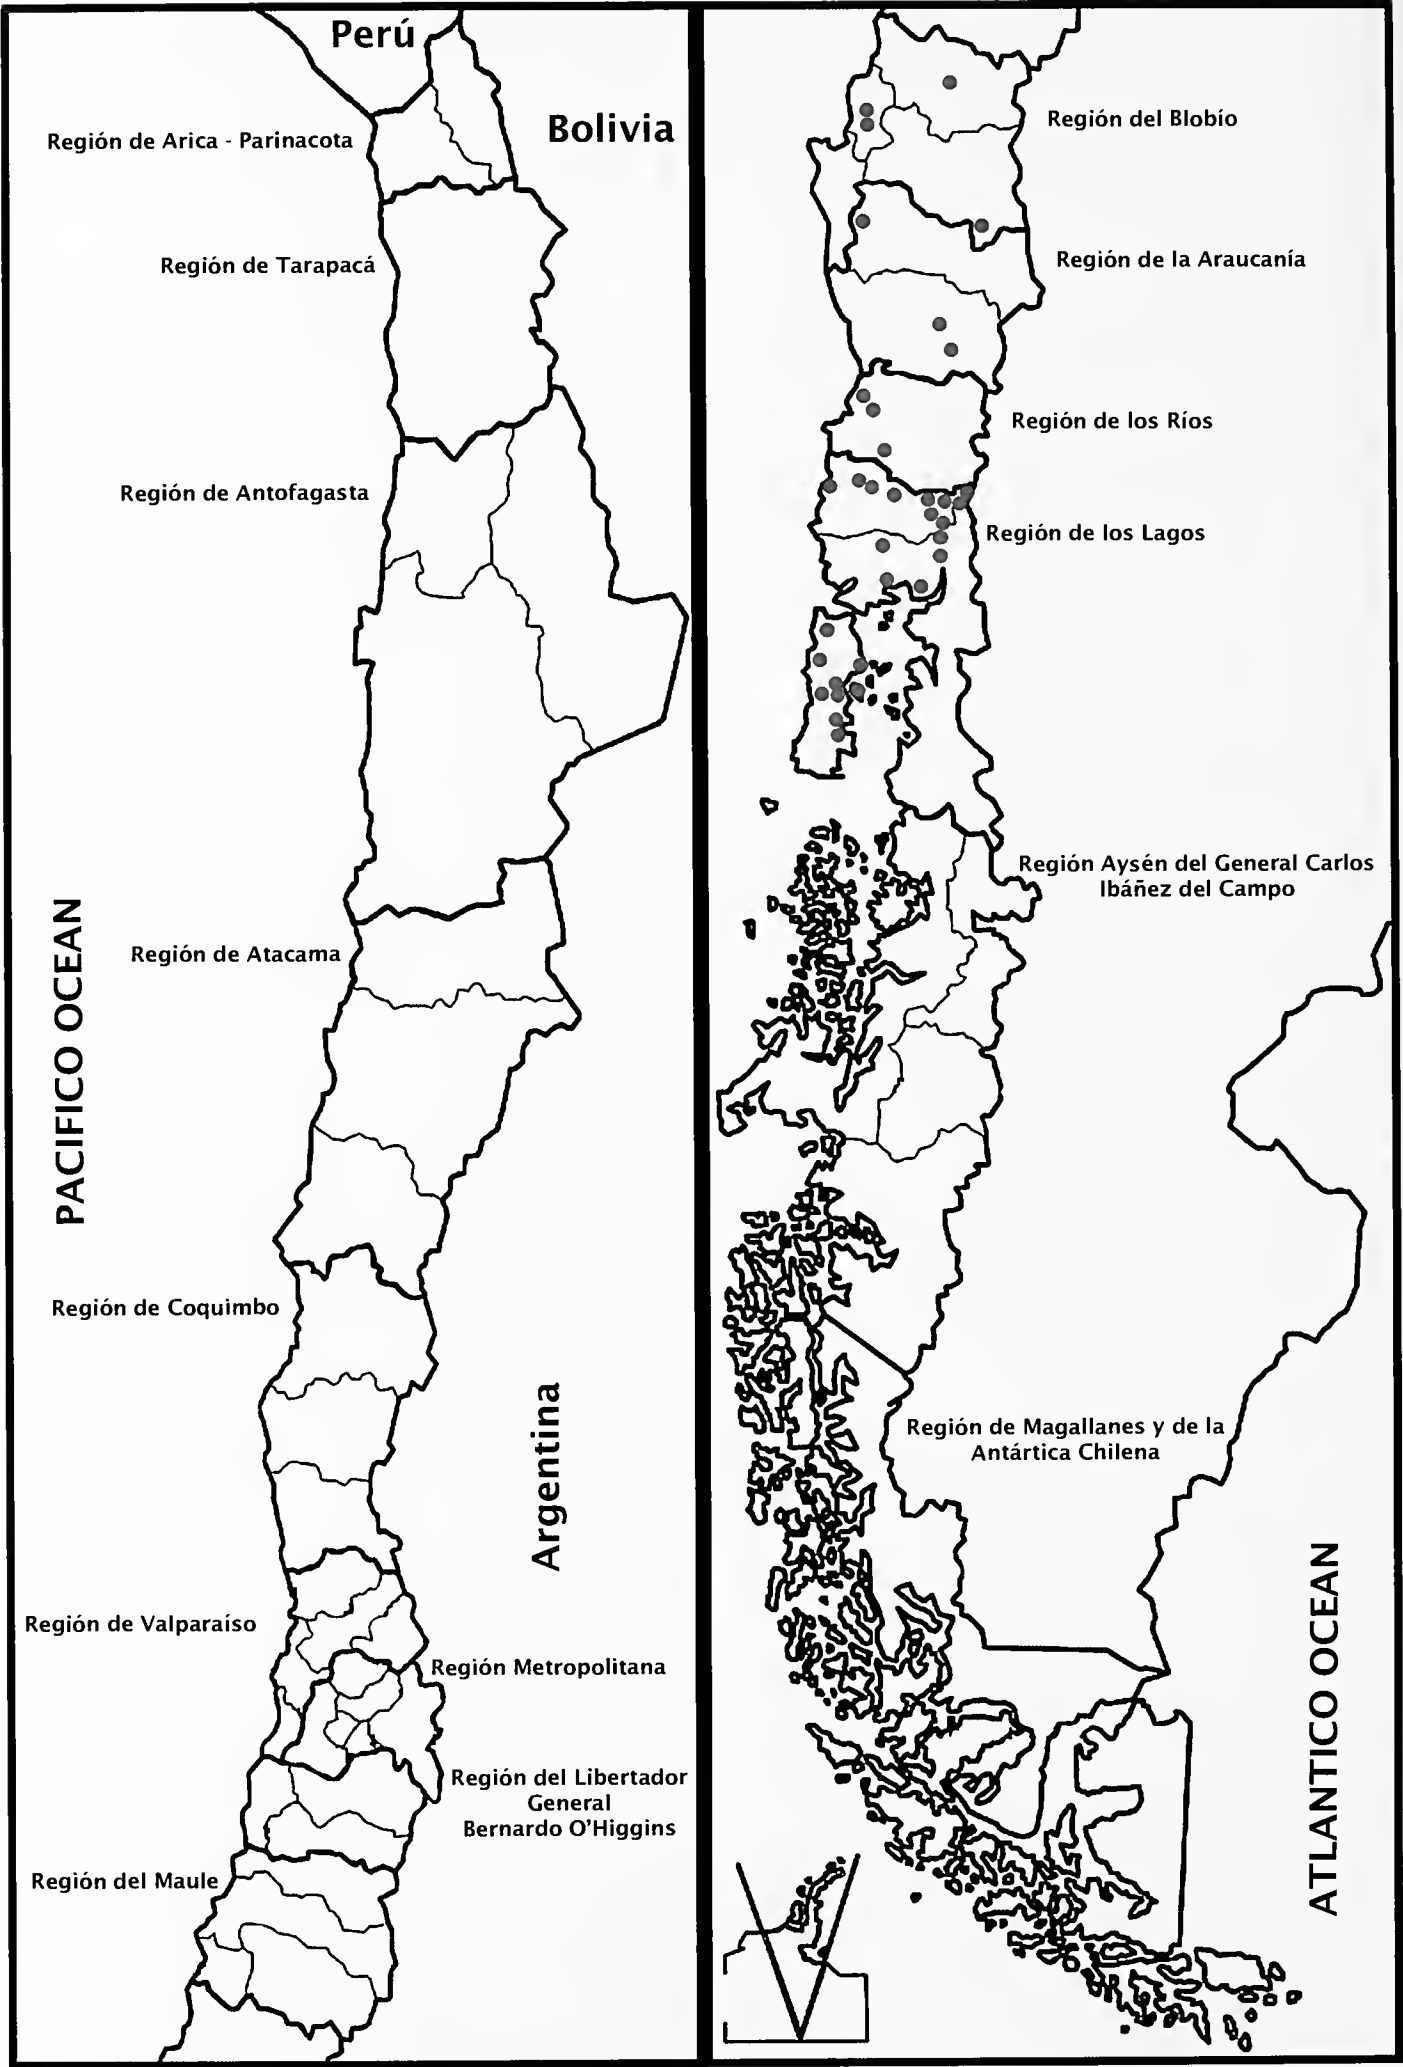 Perú
Bolivia
Región de Arica - Parinacota
Región de Tarapacá
Región de Antofagasta
Región de Atacama
PACIFICO OCEAN
Región de Coquimbo
Argentina
Región de Valparaíso
Región Metropolitana
Región del Libertador
General
Bernardo O'Higgins
Región del Maule
Región del Blobío
Región de la Araucanía
Región de los Ríos
Región de los Lagos
Región Aysén del General Carlos
Ibáñez del Campo
Región de Magallanes y de la
Antártica Chilena
ATLANTICO OCEAN